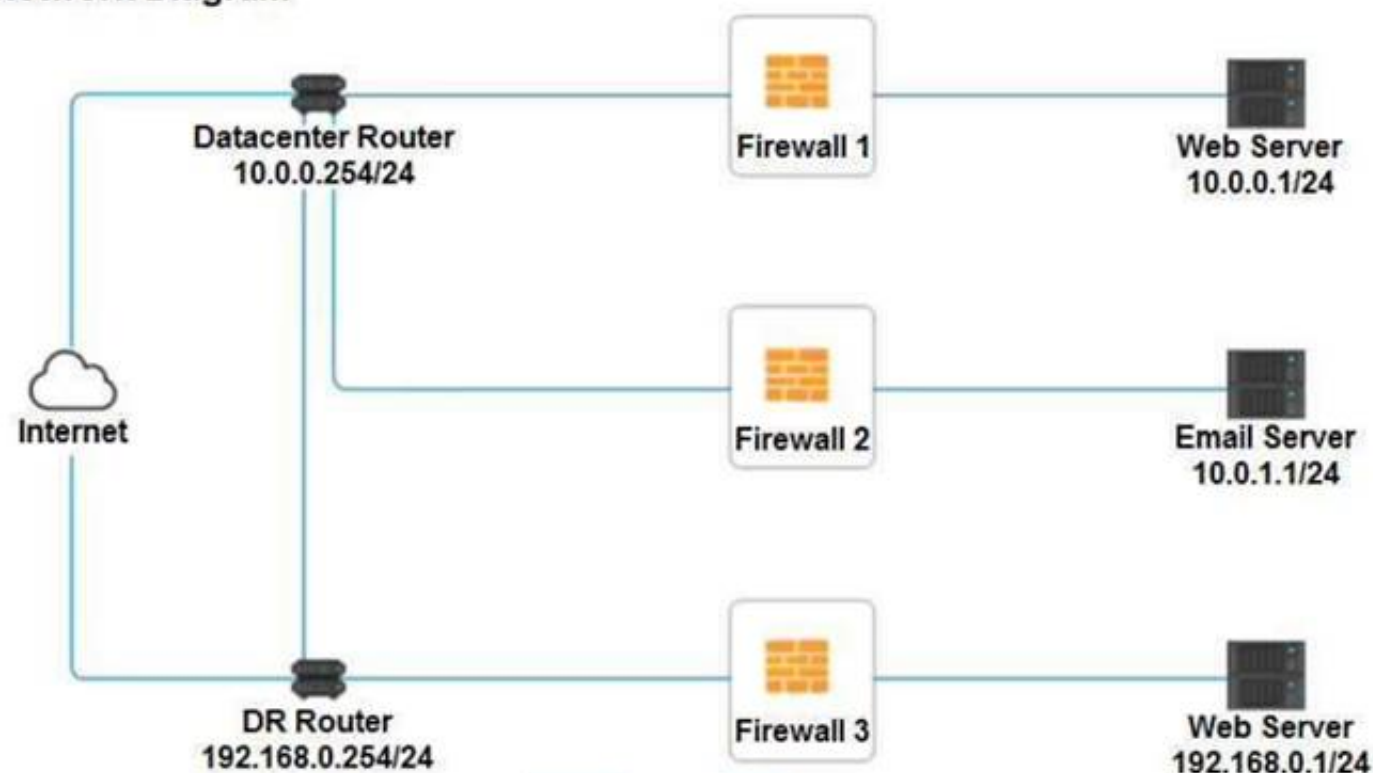 Datacenter Router
10.0.0.254/24
Firewall 1
Web Server
10.0.0.1/24
Internet
Firewall 2
Email Server
10.0.1.1/24
DR Router
192.168.0.254/24
Firewall 3
Web Server
192.168.0.1/24